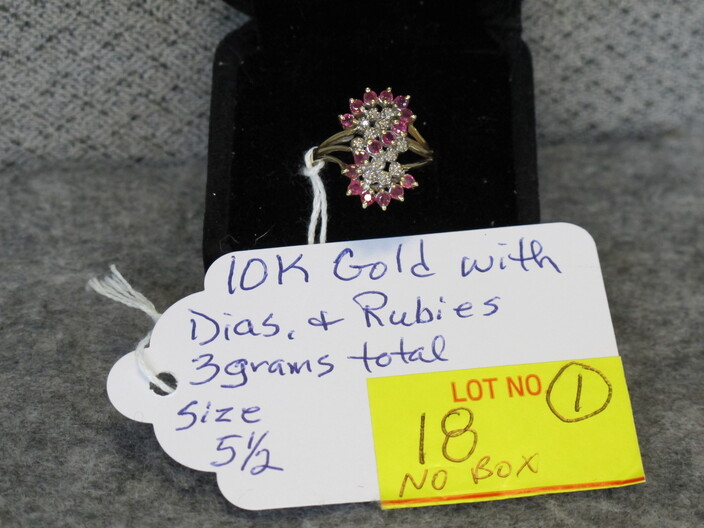 10K Gold with
Dias. & Rubies
3grams total
Size
5½
LOT NO. 1
18
NO BOX